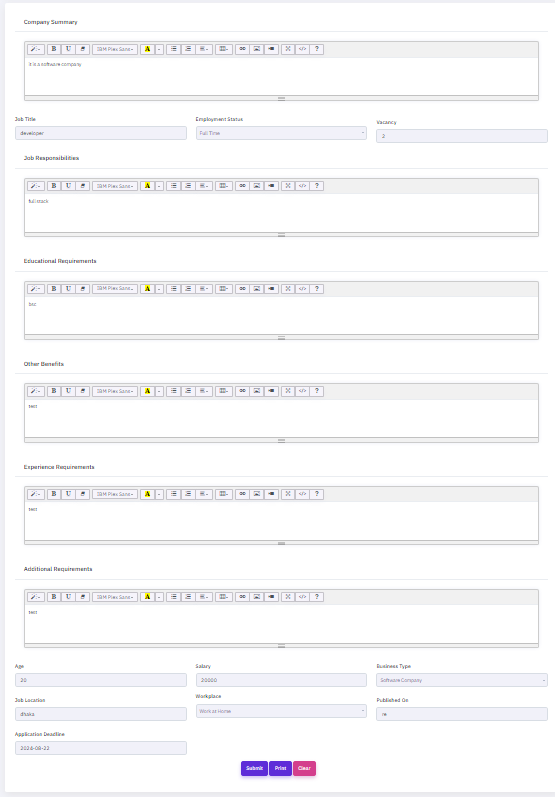 Company Summary
B U IBM Plex Sans A </> ?
It is a software company
Job Title Employment Status Vacancy
developer Full Time 2
Job Responsibilities
B U IBM Plex Sans A </> ?
full stack
Educational Requirements
B U IBM Plex Sans A </> ?
bsc
Other Benefits
B U IBM Plex Sans A </> ?
test
Experience Requirements
B U IBM Plex Sans A </> ?
test
Additional Requirements
B U IBM Plex Sans A </> ?
test
Age Salary Business Type
20 20000 Software Company
Job Location Workplace Published On
dhaka Work at Home re
Application Deadline
2024-08-22
Submit Print Clear